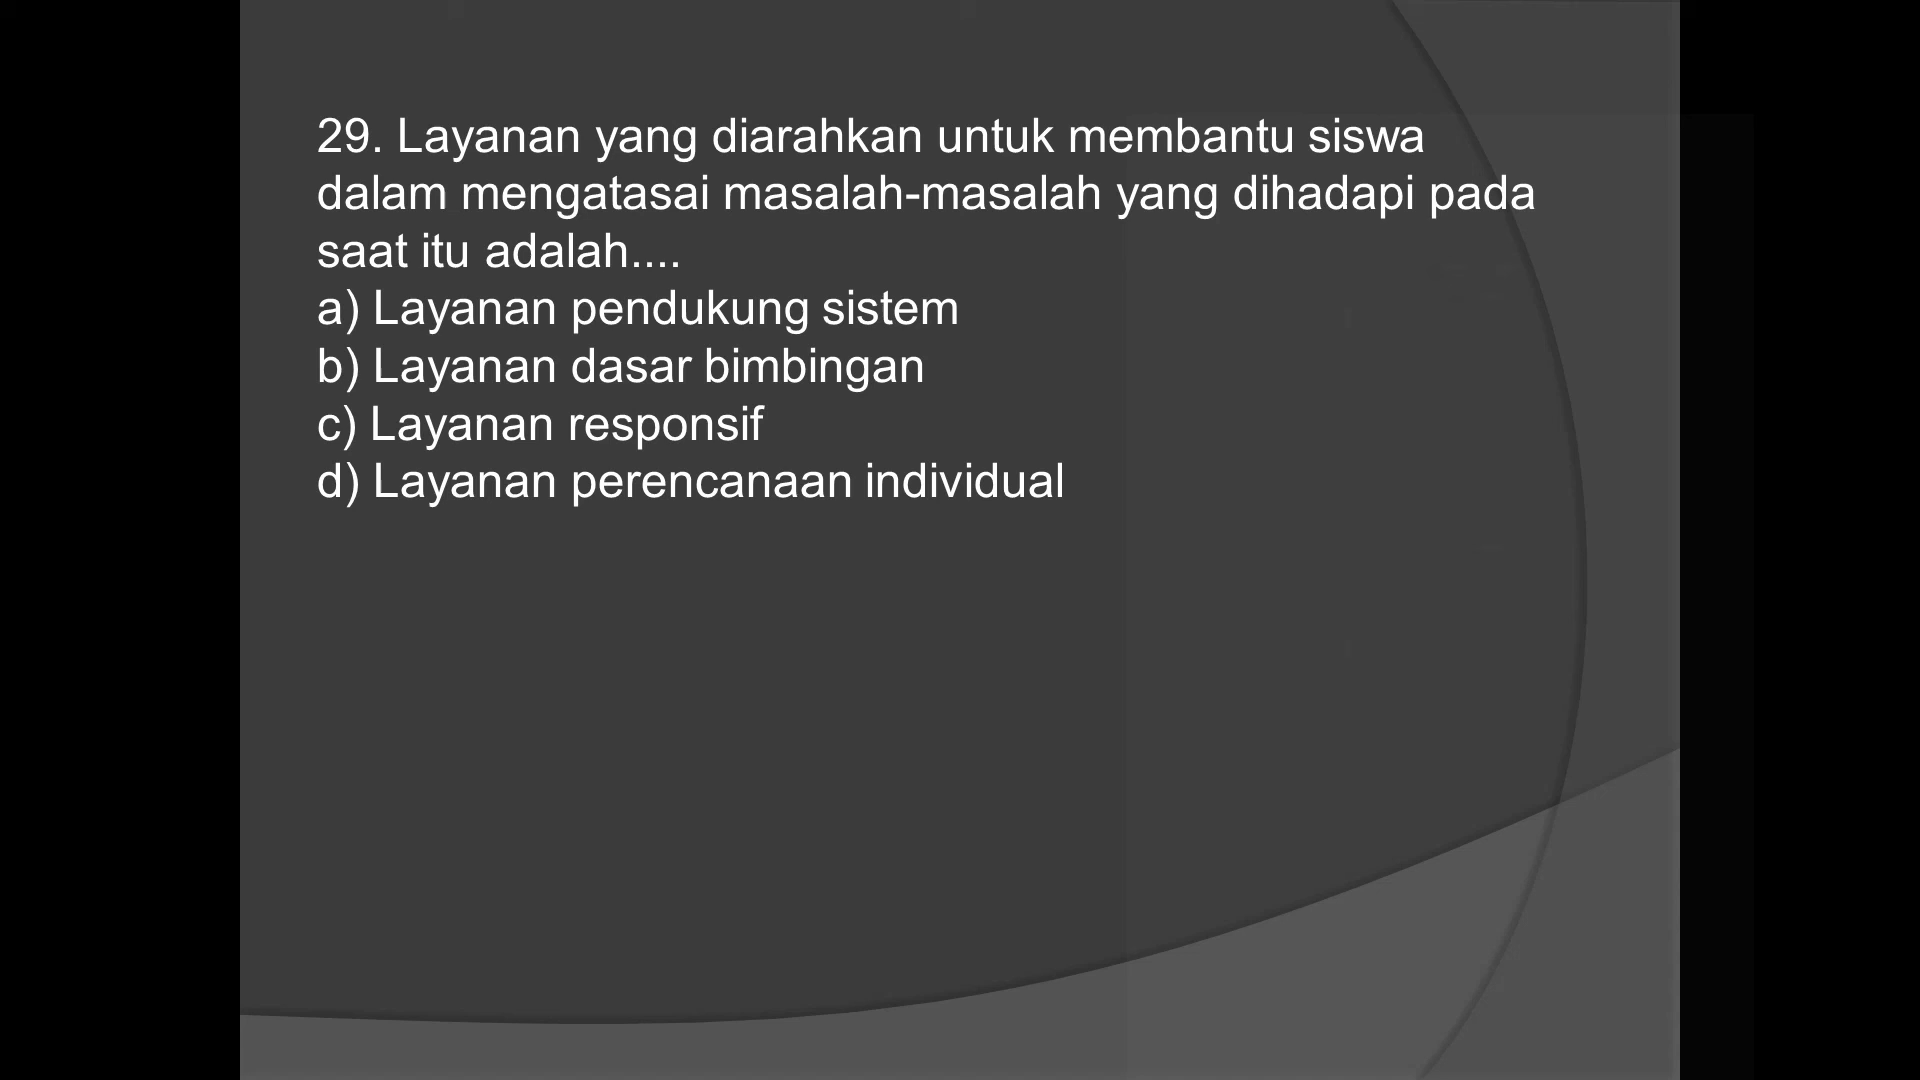 29. Layanan yang diarahkan untuk membantu siswa
dalam mengatasai masalah-masalah yang dihadapi pada
saat itu adalah....
a) Layanan pendukung sistem
b) Layanan dasar bimbingan
c) Layanan responsif
d) Layanan perencanaan individual